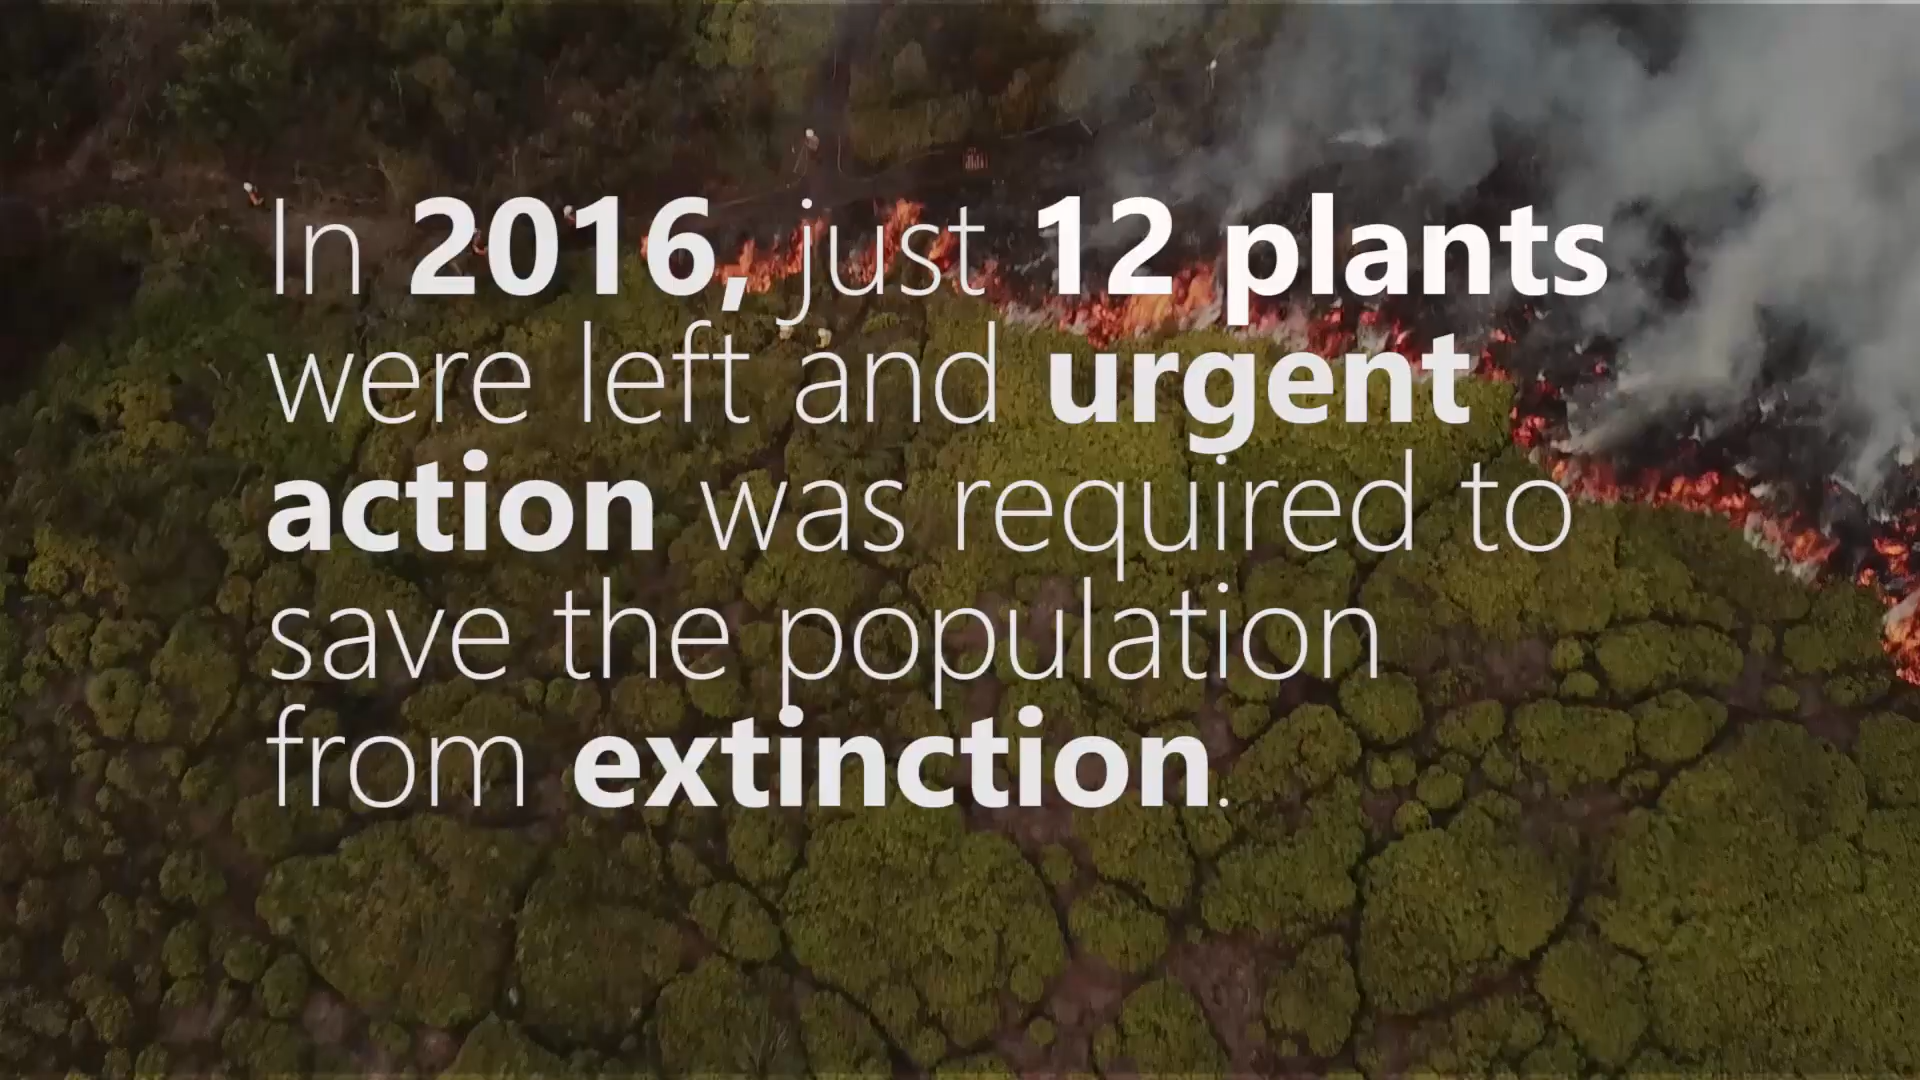 In 2016, just 12 plants
were left and urgent
action was required to
save the population
from extinction.